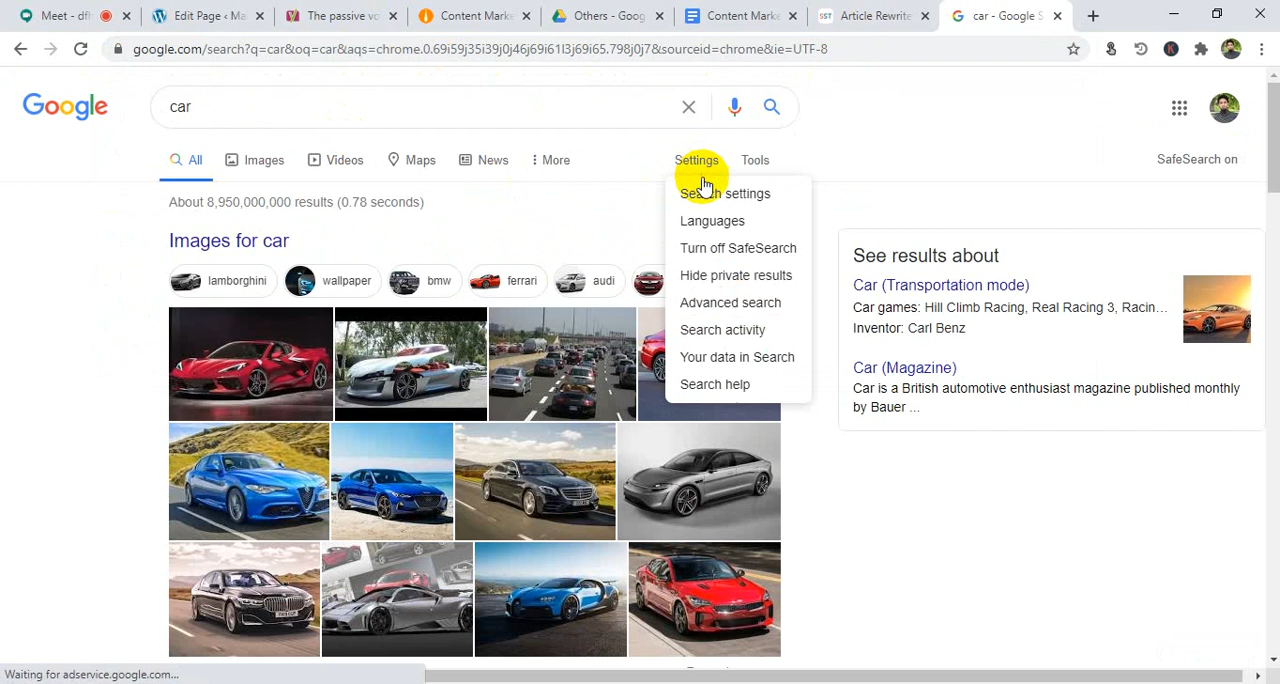 Meet - dfh
Edit Page ‹ Ma
The passive vo
Content Marke
Others - Goog
Content Marke
Article Rewrite
car - Google S
google.com/search?q=car&oq=car&aqs=chrome.0.69i59j35i39j0j46j69i61l3j69i65.798j0j7&sourceid=chrome&ie=UTF-8
K
Google
car
All
Images
Videos
Maps
News
More
Settings
Tools
SafeSearch on
Search settings
Languages
Turn off SafeSearch
Hide private results
Advanced search
Search activity
Your data in Search
Search help
About 8,950,000,000 results (0.78 seconds)
Images for car
lamborghini
wallpaper
bmw
ferrari
audi
See results about
Car (Transportation mode)
Car games: Hill Climb Racing, Real Racing 3, Racin...
Inventor: Carl Benz
Car (Magazine)
Car is a British automotive enthusiast magazine published monthly
by Bauer ...
Waiting for adservice.google.com...